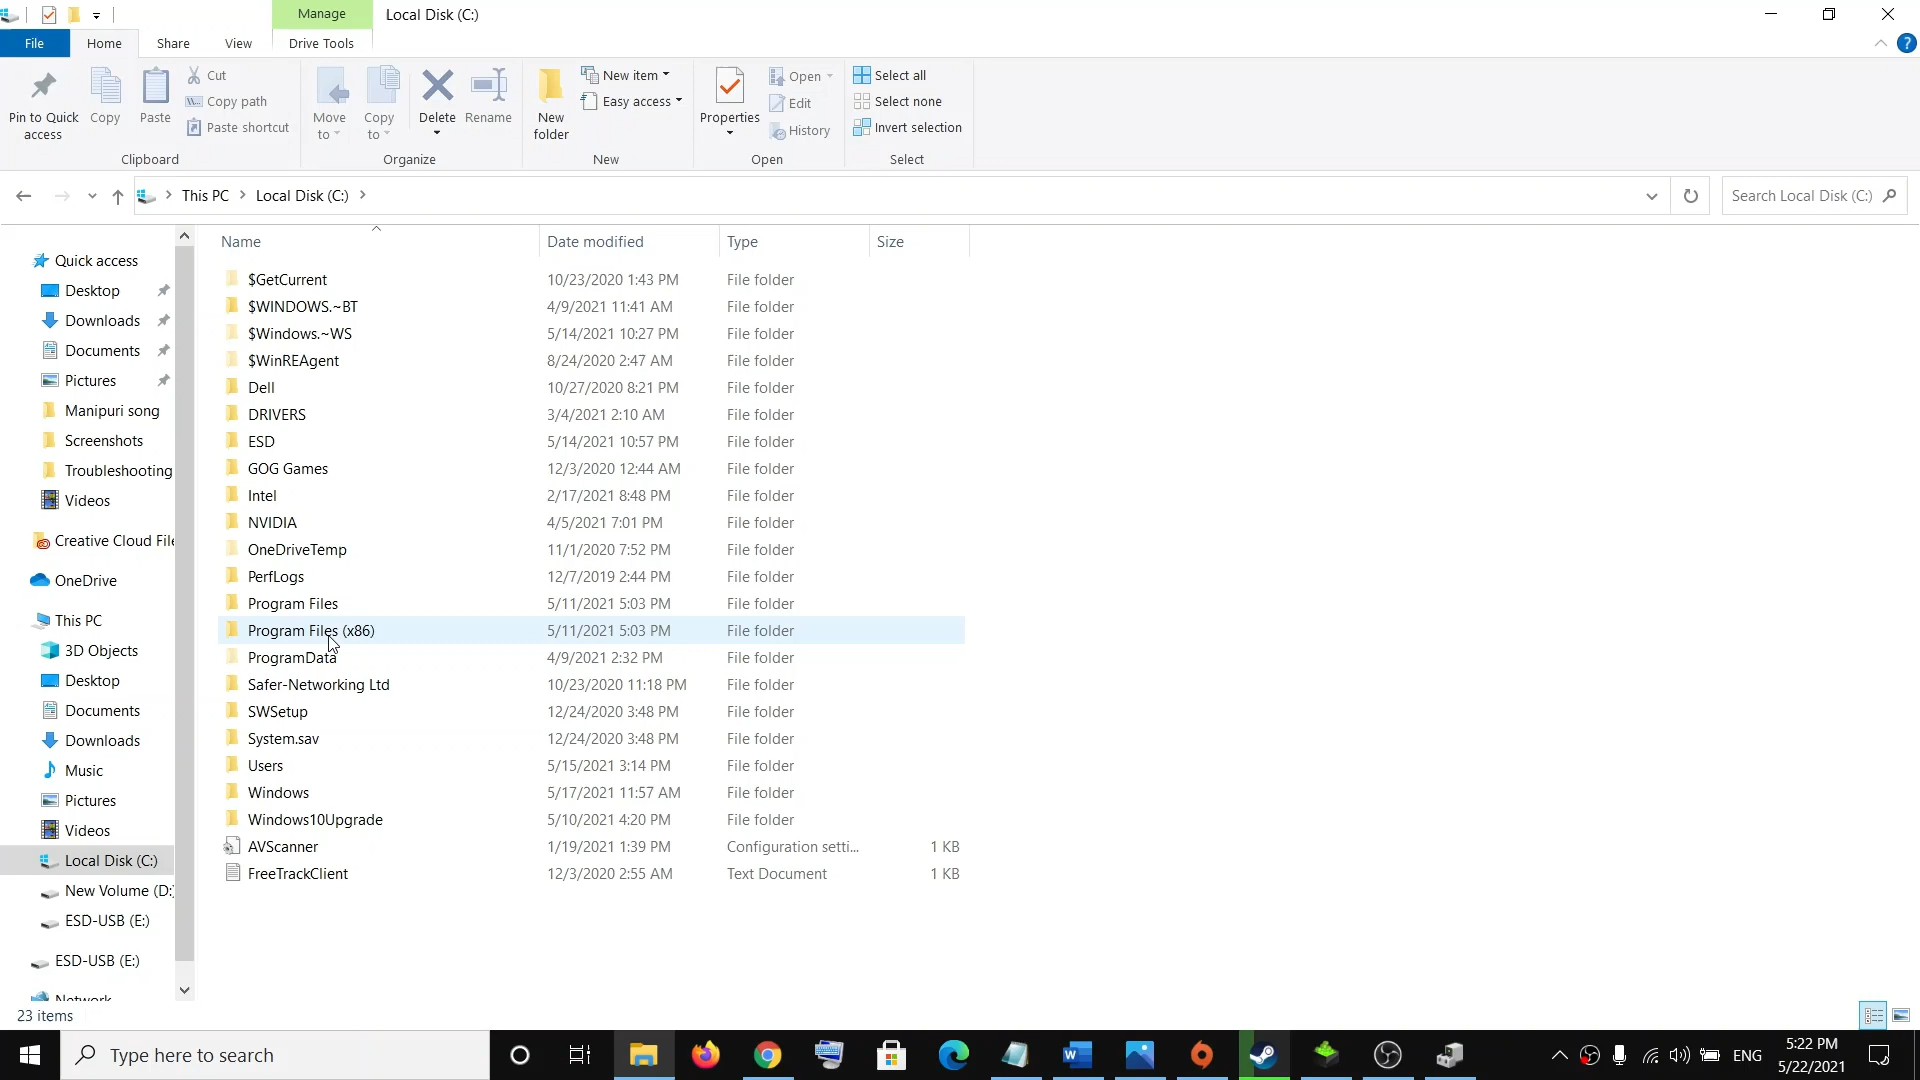 Manage
Local Disk (C:)
File
Home
Share
View
Drive Tools
Pin to Quick access
Copy
Paste
Cut
Copy path
Paste shortcut
Clipboard
Move to
Copy to
Delete
Rename
Organize
New folder
New item
Easy access
New
Properties
Open
Edit
History
Open
Select all
Select none
Invert selection
Select
This PC
Local Disk (C:)
Search Local Disk (C:)
Quick access
Desktop
Downloads
Documents
Pictures
Manipuri song
Screenshots
Troubleshooting
Videos
Creative Cloud File
OneDrive
This PC
3D Objects
Desktop
Documents
Downloads
Music
Pictures
Videos
Local Disk (C:)
New Volume (D:)
ESD-USB (E:)
ESD-USB (E:)
Network
Name Date modified Type Size
$GetCurrent 10/23/2020 1:43 PM File folder
$WINDOWS.~BT 4/9/2021 11:41 AM File folder
$Windows.~WS 5/14/2021 10:27 PM File folder
$WinREAgent 8/24/2020 2:47 AM File folder
Dell 10/27/2020 8:21 PM File folder
DRIVERS 3/4/2021 2:10 AM File folder
ESD 5/14/2021 10:57 PM File folder
GOG Games 12/3/2020 12:44 AM File folder
Intel 2/17/2021 8:48 PM File folder
NVIDIA 4/5/2021 7:01 PM File folder
OneDriveTemp 11/1/2020 7:52 PM File folder
PerfLogs 12/7/2019 2:44 PM File folder
Program Files 5/11/2021 5:03 PM File folder
Program Files (x86) 5/11/2021 5:03 PM File folder
ProgramData 4/9/2021 2:32 PM File folder
Safer-Networking Ltd 10/23/2020 11:18 PM File folder
SWSetup 12/24/2020 3:48 PM File folder
System.sav 12/24/2020 3:48 PM File folder
Users 5/15/2021 3:14 PM File folder
Windows 5/17/2021 11:57 AM File folder
Windows10Upgrade 5/10/2021 4:20 PM File folder
AVScanner 1/19/2021 1:39 PM Configuration setti... 1 KB
FreeTrackClient 12/3/2020 2:55 AM Text Document 1 KB
23 items
Type here to search
ENG
5:22 PM
5/22/2021